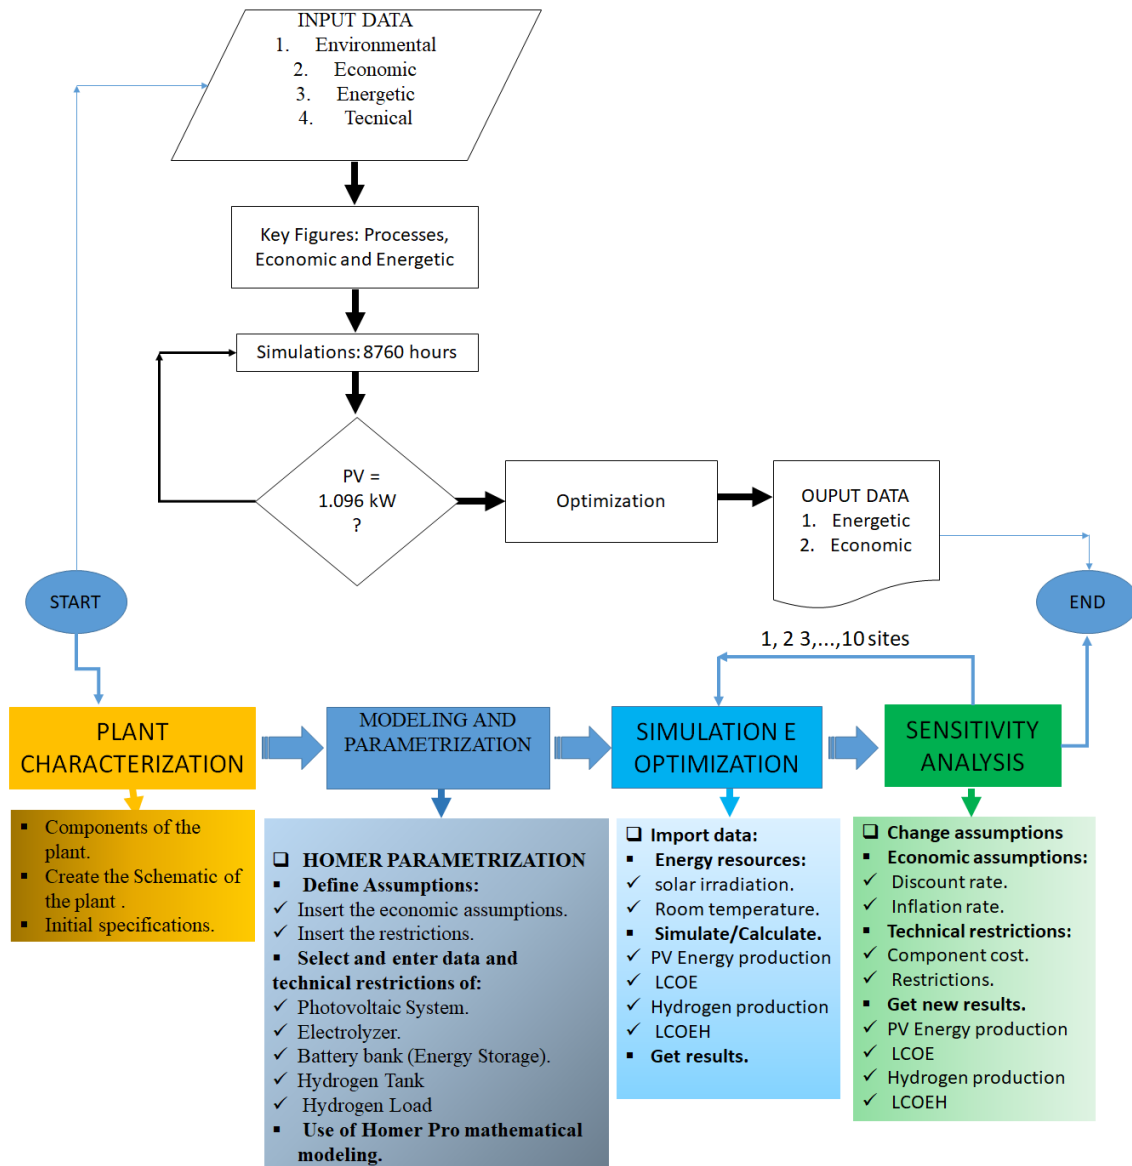 INPUT DATA
1. Environmental
2. Economic
3. Energetic
4. Tecnical
Key Figures: Processes,
Economic and Energetic
Simulations: 8760 hours
PV =
1.096 kW
?
Optimization
OUPUT DATA
1. Energetic
2. Economic
START
END
1, 2 3,...,10 sites
PLANT
CHARACTERIZATION
MODELING AND
PARAMETRIZATION
SIMULATION E
OPTIMIZATION
SENSITIVITY
ANALYSIS
▪ Components of the
plant.
▪ Create the Schematic of
the plant .
▪ Initial specifications.
❑ HOMER PARAMETRIZATION
▪ Define Assumptions:
✓ Insert the economic assumptions.
✓ Insert the restrictions.
▪ Select and enter data and
technical restrictions of:
✓ Photovoltaic System.
✓ Electrolyzer.
✓ Battery bank (Energy Storage).
✓ Hydrogen Tank
✓ Hydrogen Load
▪ Use of Homer Pro mathematical
modeling.
❑ Import data:
▪ Energy resources:
✓ solar irradiation.
✓ Room temperature.
▪ Simulate/Calculate.
✓ PV Energy production
✓ LCOE
✓ Hydrogen production
✓ LCOEH
▪ Get results.
❑ Change assumptions
▪ Economic assumptions:
✓ Discount rate.
✓ Inflation rate.
▪ Technical restrictions:
✓ Component cost.
✓ Restrictions.
▪ Get new results.
✓ PV Energy production
✓ LCOE
✓ Hydrogen production
✓ LCOEH